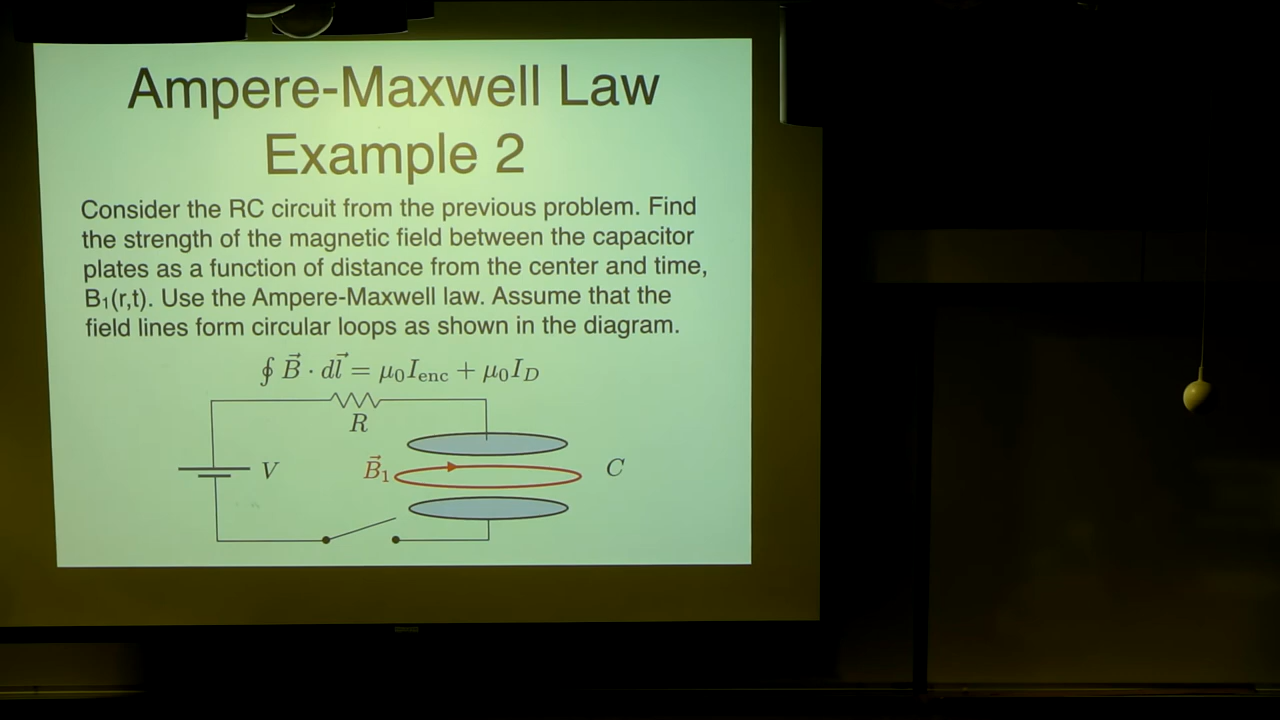 Ampere-Maxwell Law
Example 2
Consider the RC circuit from the previous problem. Find
the strength of the magnetic field between the capacitor
plates as a function of distance from the center and time,
B₁(r,t). Use the Ampere-Maxwell law. Assume that the
field lines form circular loops as shown in the diagram.
∮ B⃗ · dl⃗ = μ₀I_enc + μ₀I_D
R
V
B⃗₁
C